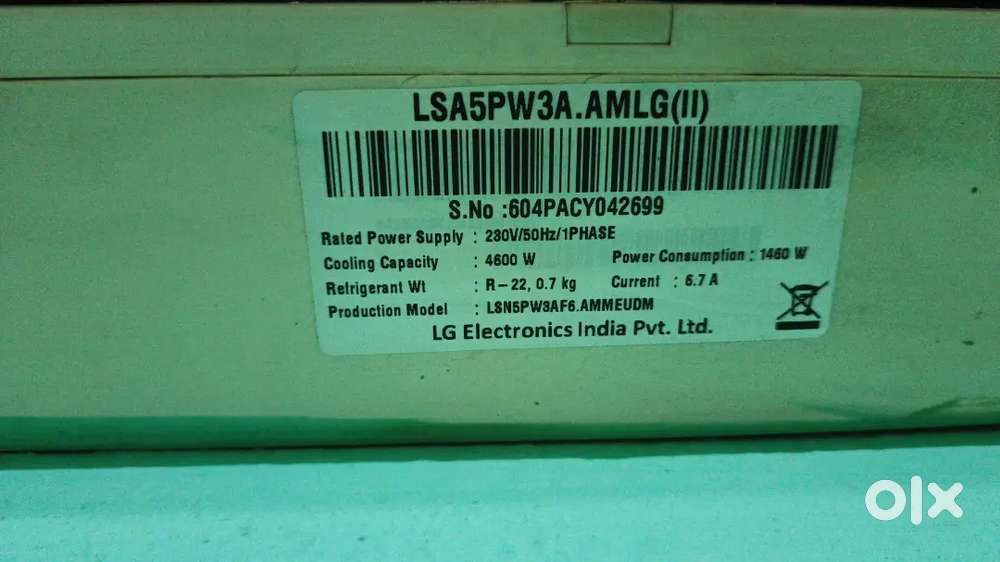 LSA5PW3A.AMLG(II)
S.No :604PACY042699
Rated Power Supply : 230V/50Hz/1PHASE
Cooling Capacity : 4600 W Power Consumption : 1460 W
Refrigerant Wt : R-22, 0.7 kg Current : 6.7 A
Production Model : LSN5PW3AF6.AMMEUDM
LG Electronics India Pvt. Ltd.
olx